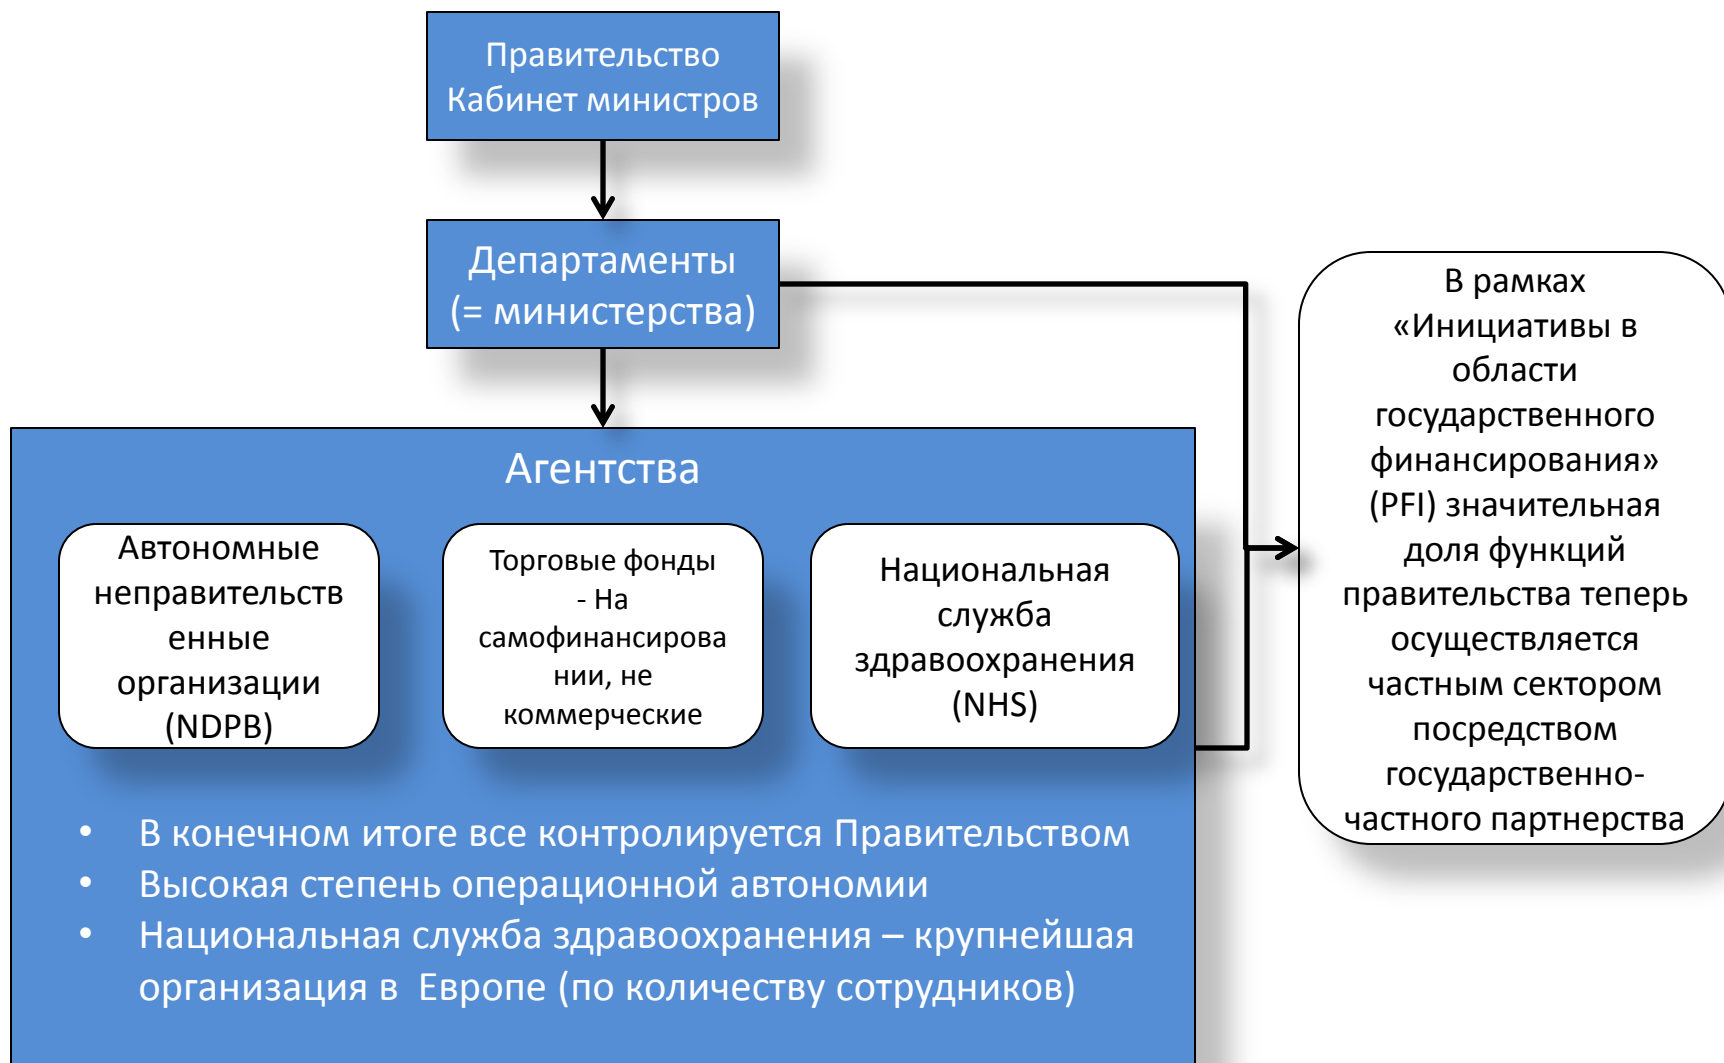 Правительство
Кабинет министров
Департаменты
(= министерства)
Агентства
Автономные
неправительств
енные
организации
(NDPB)
Торговые фонды
- На
самофинансирова
нии, не
коммерческие
Национальная
служба
здравоохранения
(NHS)
• В конечном итоге все контролируется Правительством
• Высокая степень операционной автономии
• Национальная служба здравоохранения – крупнейшая
организация в Европе (по количеству сотрудников)
В рамках
«Инициативы в
области
государственного
финансирования»
(PFI) значительная
доля функций
правительства теперь
осуществляется
частным сектором
посредством
государственно-
частного партнерства